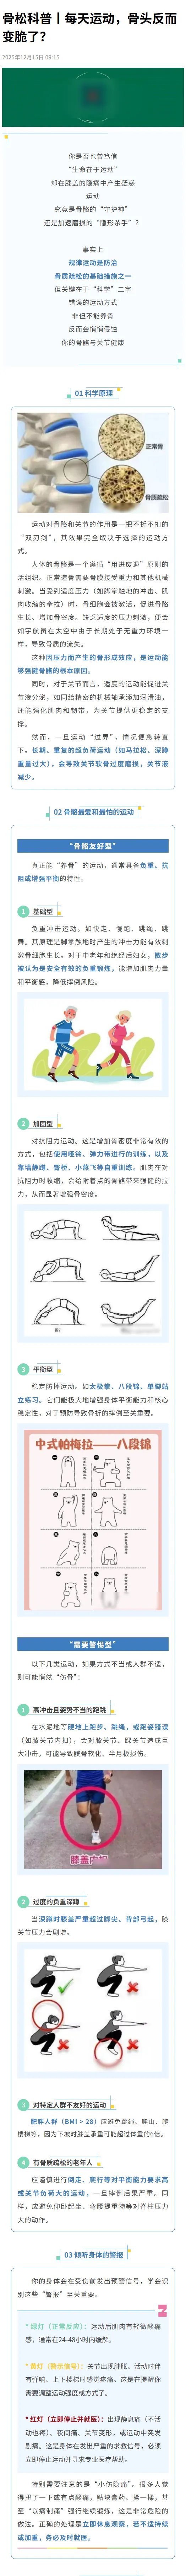 骨松科普丨每天运动，骨头反而
变脆了？
2025年12月15日 09:15
你是否也曾笃信
“生命在于运动”
却在膝盖的隐痛中产生疑惑
运动
究竟是骨骼的“守护神”
还是加速磨损的“隐形杀手”？
事实上
规律运动是防治
骨质疏松的基础措施之一
但关键在于“科学”二字
错误的运动方式
非但不能养骨
反而会悄悄侵蚀
你的骨骼与关节健康
01 科学原理
正常骨
骨质疏松
运动对骨骼和关节的作用是一把不折不扣的
“双刃剑”，其效果完全取决于选择的运动方
式。
人体的骨骼是一个遵循“用进废退”原则的
活组织。正常造骨需要骨膜接受重力和其他机械
刺激。当受到适度压力（如脚掌触地的冲击、肌
肉收缩的牵拉）时，骨细胞会被激活，促进骨骼
生长、增加骨密度。缺乏适度的压力刺激，便会
如宇航员在太空中由于长期处于无重力环境一
样，导致骨质的流失。
这种因压力而产生的骨形成效应，是运动能
够强健骨骼的根本原因。
同时，对于关节而言，适度的运动能促进关
节液分泌，如同给精密的机械轴承添加润滑油，
还能强化肌肉和韧带，为关节提供更稳定的支
撑。
然而，一旦运动“过界”，情况便急转直
下。长期、重复的超负荷运动（如马拉松、深蹲
重量过大），会导致关节软骨过度磨损，关节液
减少。
02 骨骼最爱和最怕的运动
“骨骼友好型”
真正能“养骨”的运动，通常具备负重、抗
阻或增强平衡的特性。
1 基础型
负重冲击运动。如快走、慢跑、跳绳、跳
舞。其原理是脚掌触地时产生的冲击力能有效刺
激骨细胞生长。对于中老年和绝经后妇女，散步
被认为是安全有效的负重锻炼，能增加肌肉力量
和平衡感，降低摔倒风险。
2 加固型
对抗阻力运动。这是增加骨密度非常有效的
方式，包括使用哑铃、弹力带进行的训练，以及
靠墙静蹲、臀桥、小燕飞等自重训练。肌肉在对
抗阻力时收缩，会给附着点的骨骼带来强健的拉
力，从而显著增强骨密度。
3 平衡型
稳定防摔运动。如太极拳、八段锦、单脚站
立练习。它们能极大地增强身体平衡能力和核心
稳定性，对于预防导致骨折的摔倒至关重要。
中式帕梅拉——八段锦
“需要警惕型”
以下几类运动，如果方式不当或人群不适，
则可能悄然“伤骨”：
1 高冲击且姿势不当的跑跳
在水泥地等硬地上跑步、跳绳，或跑姿错误
（如膝关节内扣），会对膝关节、踝关节造成巨
大冲击，可能导致髌骨软化、半月板损伤。
膝盖内扣
2 过度的负重深蹲
当深蹲时膝盖严重超过脚尖、背部弓起，膝
关节压力会剧增。
3 对特定人群不友好的运动
肥胖人群（BMI > 28）应避免跳绳、爬山、爬
楼梯等，因为下坡时膝盖承重可能超过体重的6倍。
4 有骨质疏松的老年人
应谨慎进行倒走、爬行等对平衡能力要求高
或关节负荷大的运动，一旦摔倒后果严重。同
样，应避免仰卧起坐、弯腰提重物等对脊柱压力
大的动作。
03 倾听身体的警报
你的身体会在受伤前发出预警信号，学会识
别这些“警报”至关重要。
* 绿灯（正常反应）：运动后肌肉有轻微酸痛
感，通常在24-48小时内缓解。
* 黄灯（警示信号）：关节出现肿胀、活动时伴
有弹响、上下楼梯时感觉疼痛。这是在提醒你
需要调整运动强度或方式了。
* 红灯（立即停止并就医）：出现静息痛（不活
动也疼）、夜间痛、关节变形，或运动中突发
剧痛。这是身体在发出严重的求救信号，必须
立即停止运动并寻求专业医疗帮助。
特别需要注意的是“小伤隐痛”。很多人觉
得扭了一下或有点酸痛，贴块膏药、揉一揉，甚
至“以痛制痛”强行继续锻炼，这是非常危险的
做法。正确的处理是立即休息观察，若不适持续
或加重，务必及时就医。